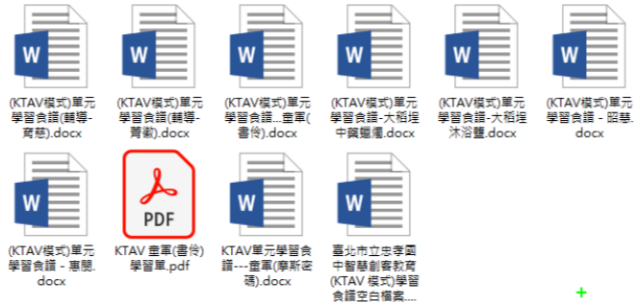 (KTAV模式)單元
學習食譜(輔導-
育慈).docx
(KTAV模式)單元
學習食譜(輔導-
菁徽).docx
(KTAV模式)單元
學習食譜...童軍(
書伶).docx
(KTAV模式)單元
學習食譜-大稻埕
中藥蠟燭.docx
(KTAV模式)單元
學習食譜-大稻埕
沐浴鹽.docx
(KTAV模式)單元
學習食譜 - 昭慧.
docx
(KTAV模式)單元
學習食譜 - 惠閔.
docx
KTAV 童軍(書伶)
學習單.pdf
KTAV單元學習食
譜---童軍(摩斯密
碼).docx
臺北市立忠孝國
中智慧創客教育
(KTAV 模式)學習
食譜空白檔案....
W
W
W
W
W
W
W
PDF
W
W